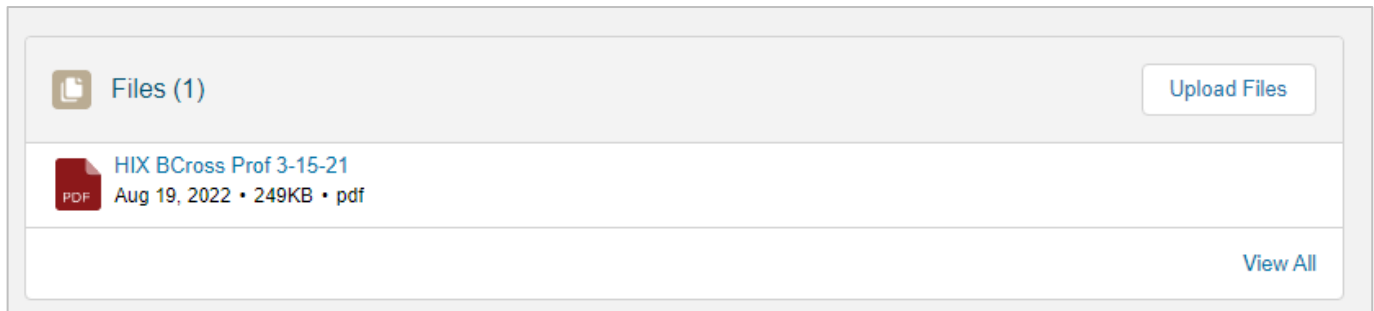 Files (1)
Upload Files
HIX BCross Prof 3-15-21
PDF
Aug 19, 2022 • 249KB • pdf
View All